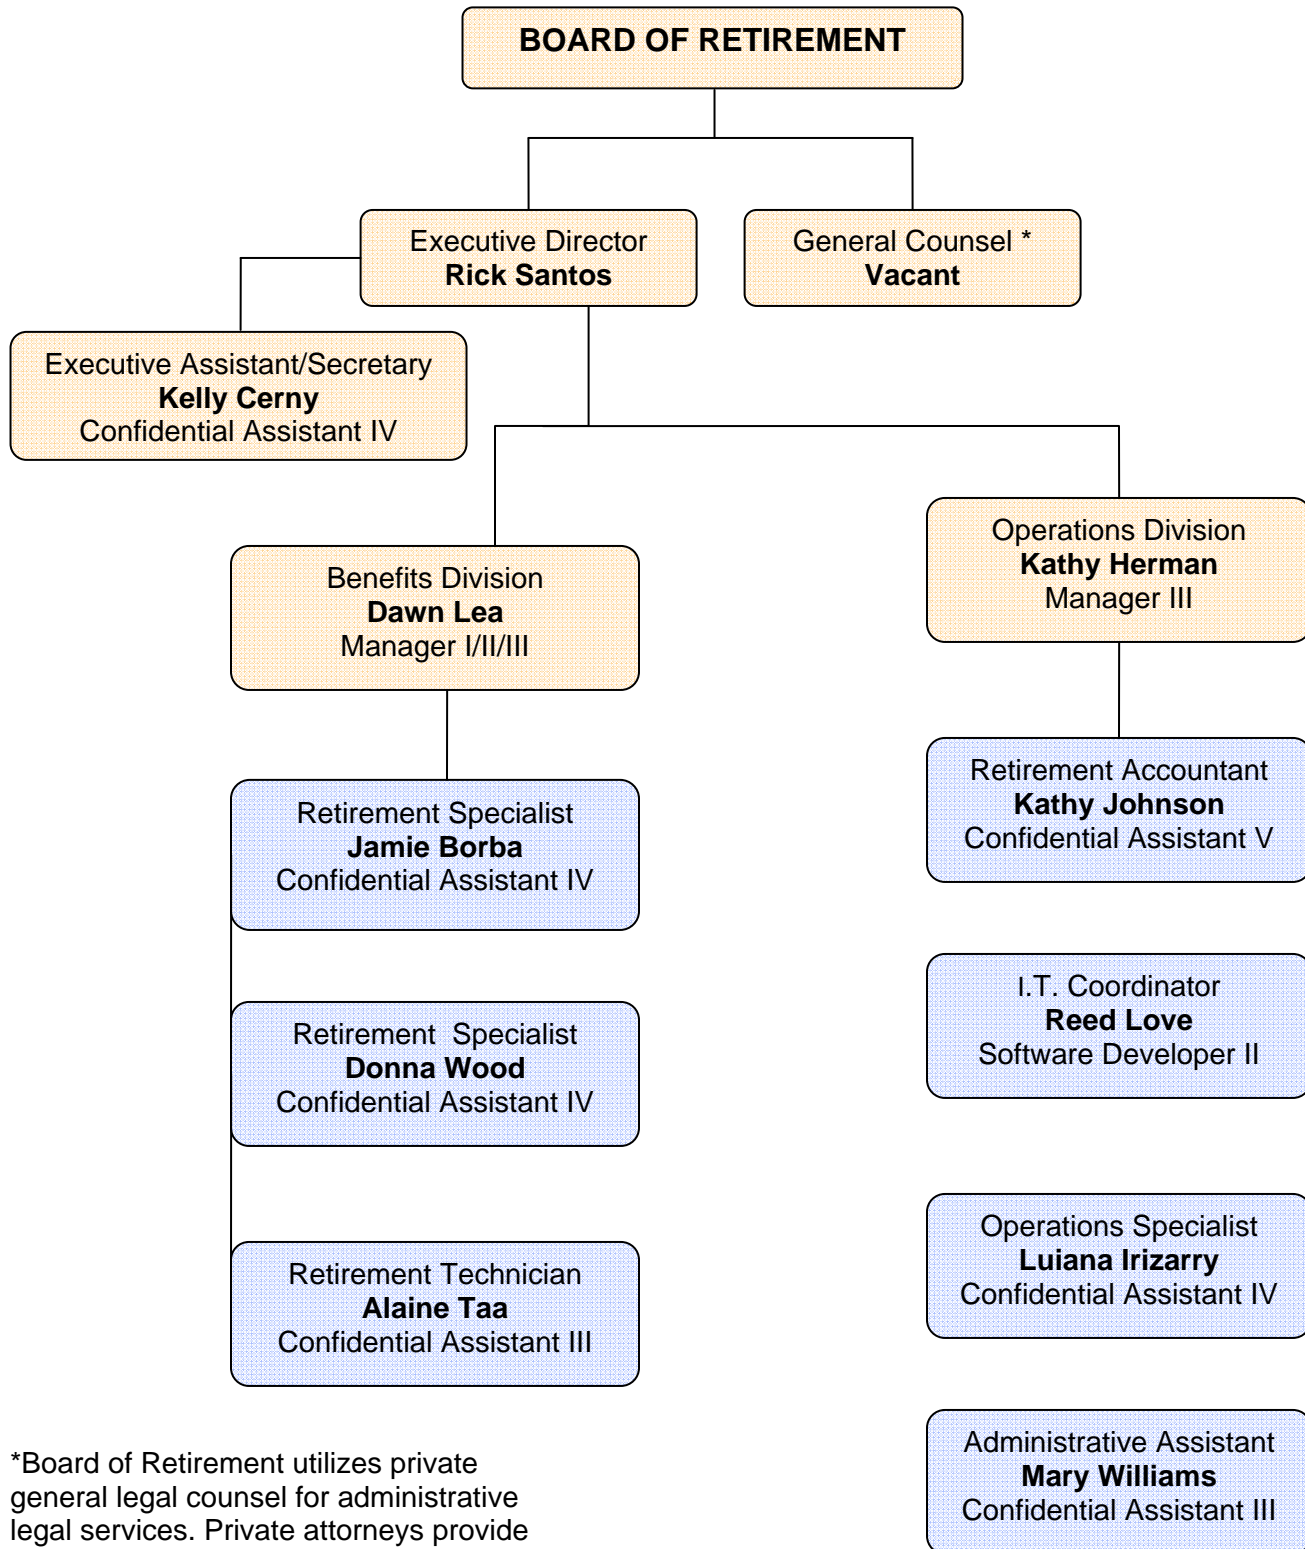 BOARD OF RETIREMENT
Executive Director
Rick Santos
General Counsel *
Vacant
Executive Assistant/Secretary
Kelly Cerny
Confidential Assistant IV
Benefits Division
Dawn Lea
Manager I/II/III
Operations Division
Kathy Herman
Manager III
Retirement Specialist
Jamie Borba
Confidential Assistant IV
Retirement Accountant
Kathy Johnson
Confidential Assistant V
Retirement  Specialist
Donna Wood
Confidential Assistant IV
I.T. Coordinator
Reed Love
Software Developer II
Retirement Technician
Alaine Taa
Confidential Assistant III
Operations Specialist
Luiana Irizarry
Confidential Assistant IV
Administrative Assistant
Mary Williams
Confidential Assistant III
*Board of Retirement utilizes private
general legal counsel for administrative
legal services. Private attorneys provide